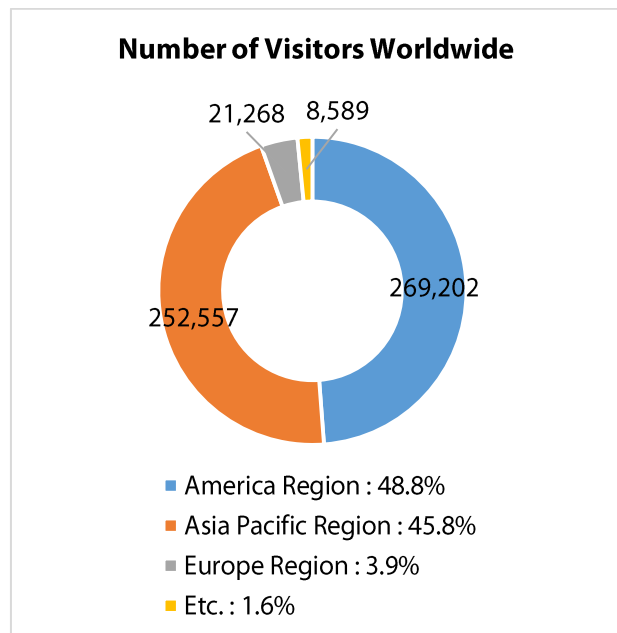 Number of Visitors Worldwide
21,268
8,589
269,202
252,557
America Region : 48.8%
Asia Pacific Region : 45.8%
Europe Region : 3.9%
Etc. : 1.6%